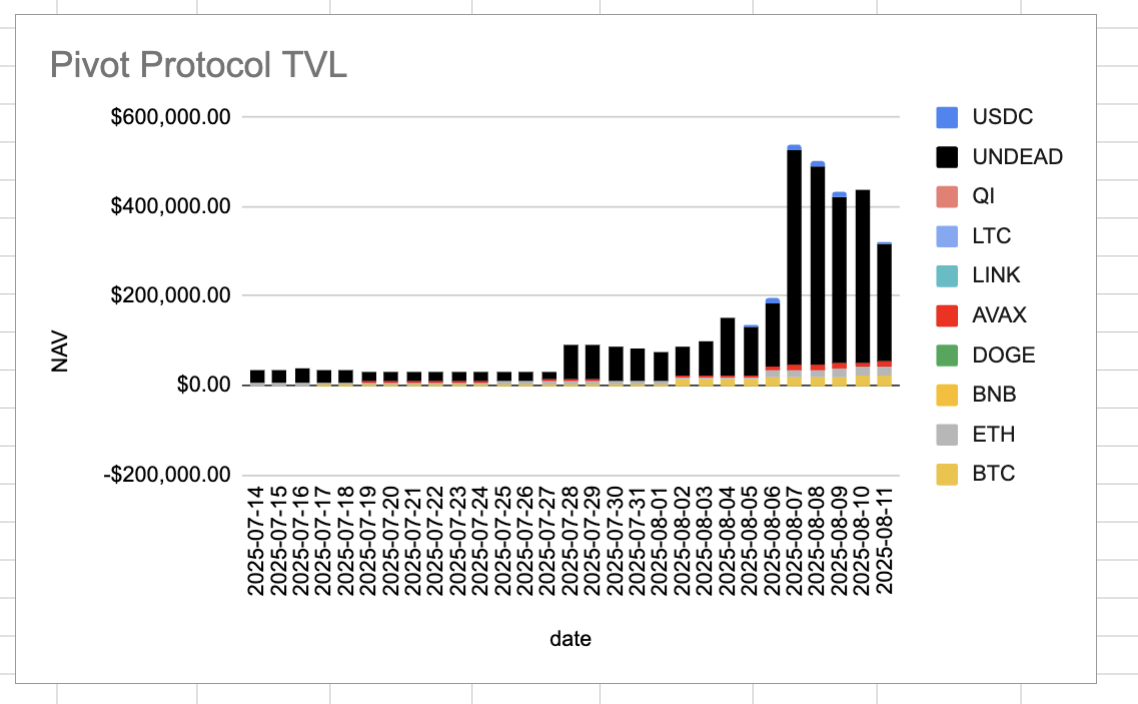 Pivot Protocol TVL
$600,000.00
$400,000.00
$200,000.00
$0.00
-$200,000.00
NAV
2025-07-14
2025-07-15
2025-07-16
2025-07-17
2025-07-18
2025-07-19
2025-07-20
2025-07-21
2025-07-22
2025-07-23
2025-07-24
2025-07-25
2025-07-26
2025-07-27
2025-07-28
2025-07-29
2025-07-30
2025-07-31
2025-08-01
2025-08-02
2025-08-03
2025-08-04
2025-08-05
2025-08-06
2025-08-07
2025-08-08
2025-08-09
2025-08-10
2025-08-11
date
USDC
UNDEAD
QI
LTC
LINK
AVAX
DOGE
BNB
ETH
BTC